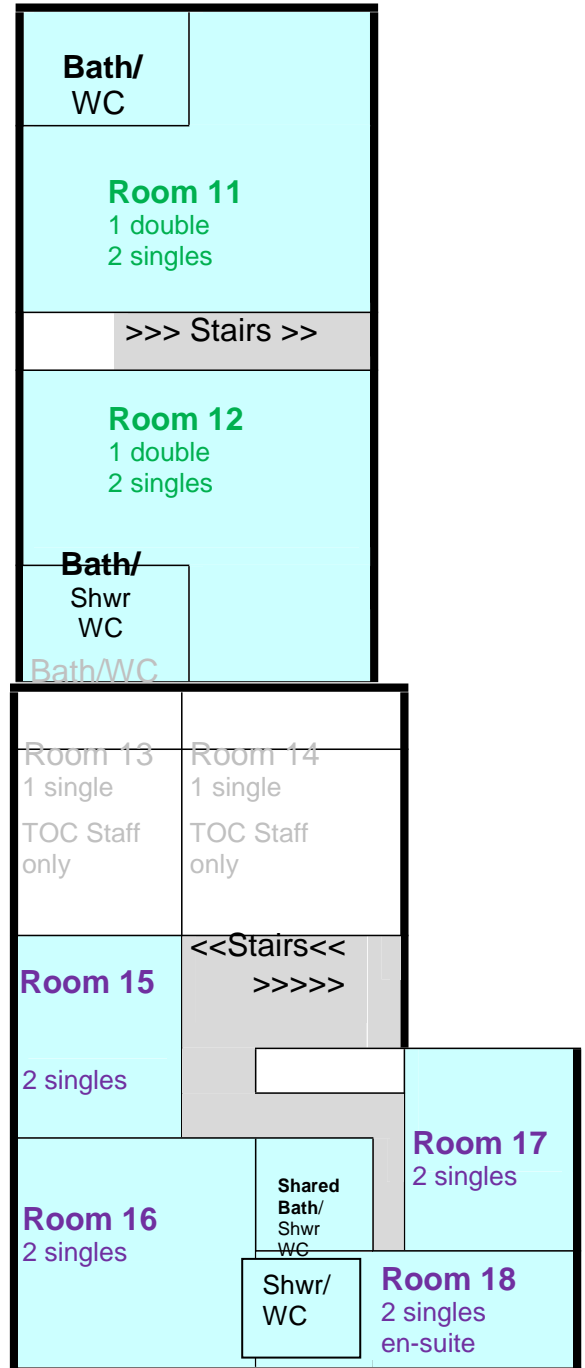 Bath/
WC
Room 11
1 double
2 singles
>>> Stairs >>
Room 12
1 double
2 singles
Bath/
Shwr
WC
Bath/WC
Room 13
1 single
TOC Staff
only
Room 14
1 single
TOC Staff
only
<<Stairs<<
>>>>>
Room 15
2 singles
Room 17
2 singles
Shared
Bath/
Shwr
WC
Room 16
2 singles
Shwr/
WC
Room 18
2 singles
en-suite